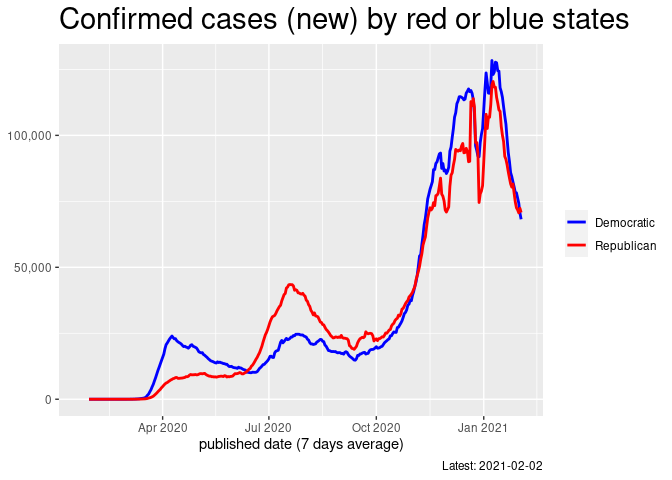 Confirmed cases (new) by red or blue states
100,000
50,000
0
Democratic
Republican
Apr 2020 Jul 2020 Oct 2020 Jan 2021
published date (7 days average)
Latest: 2021-02-02